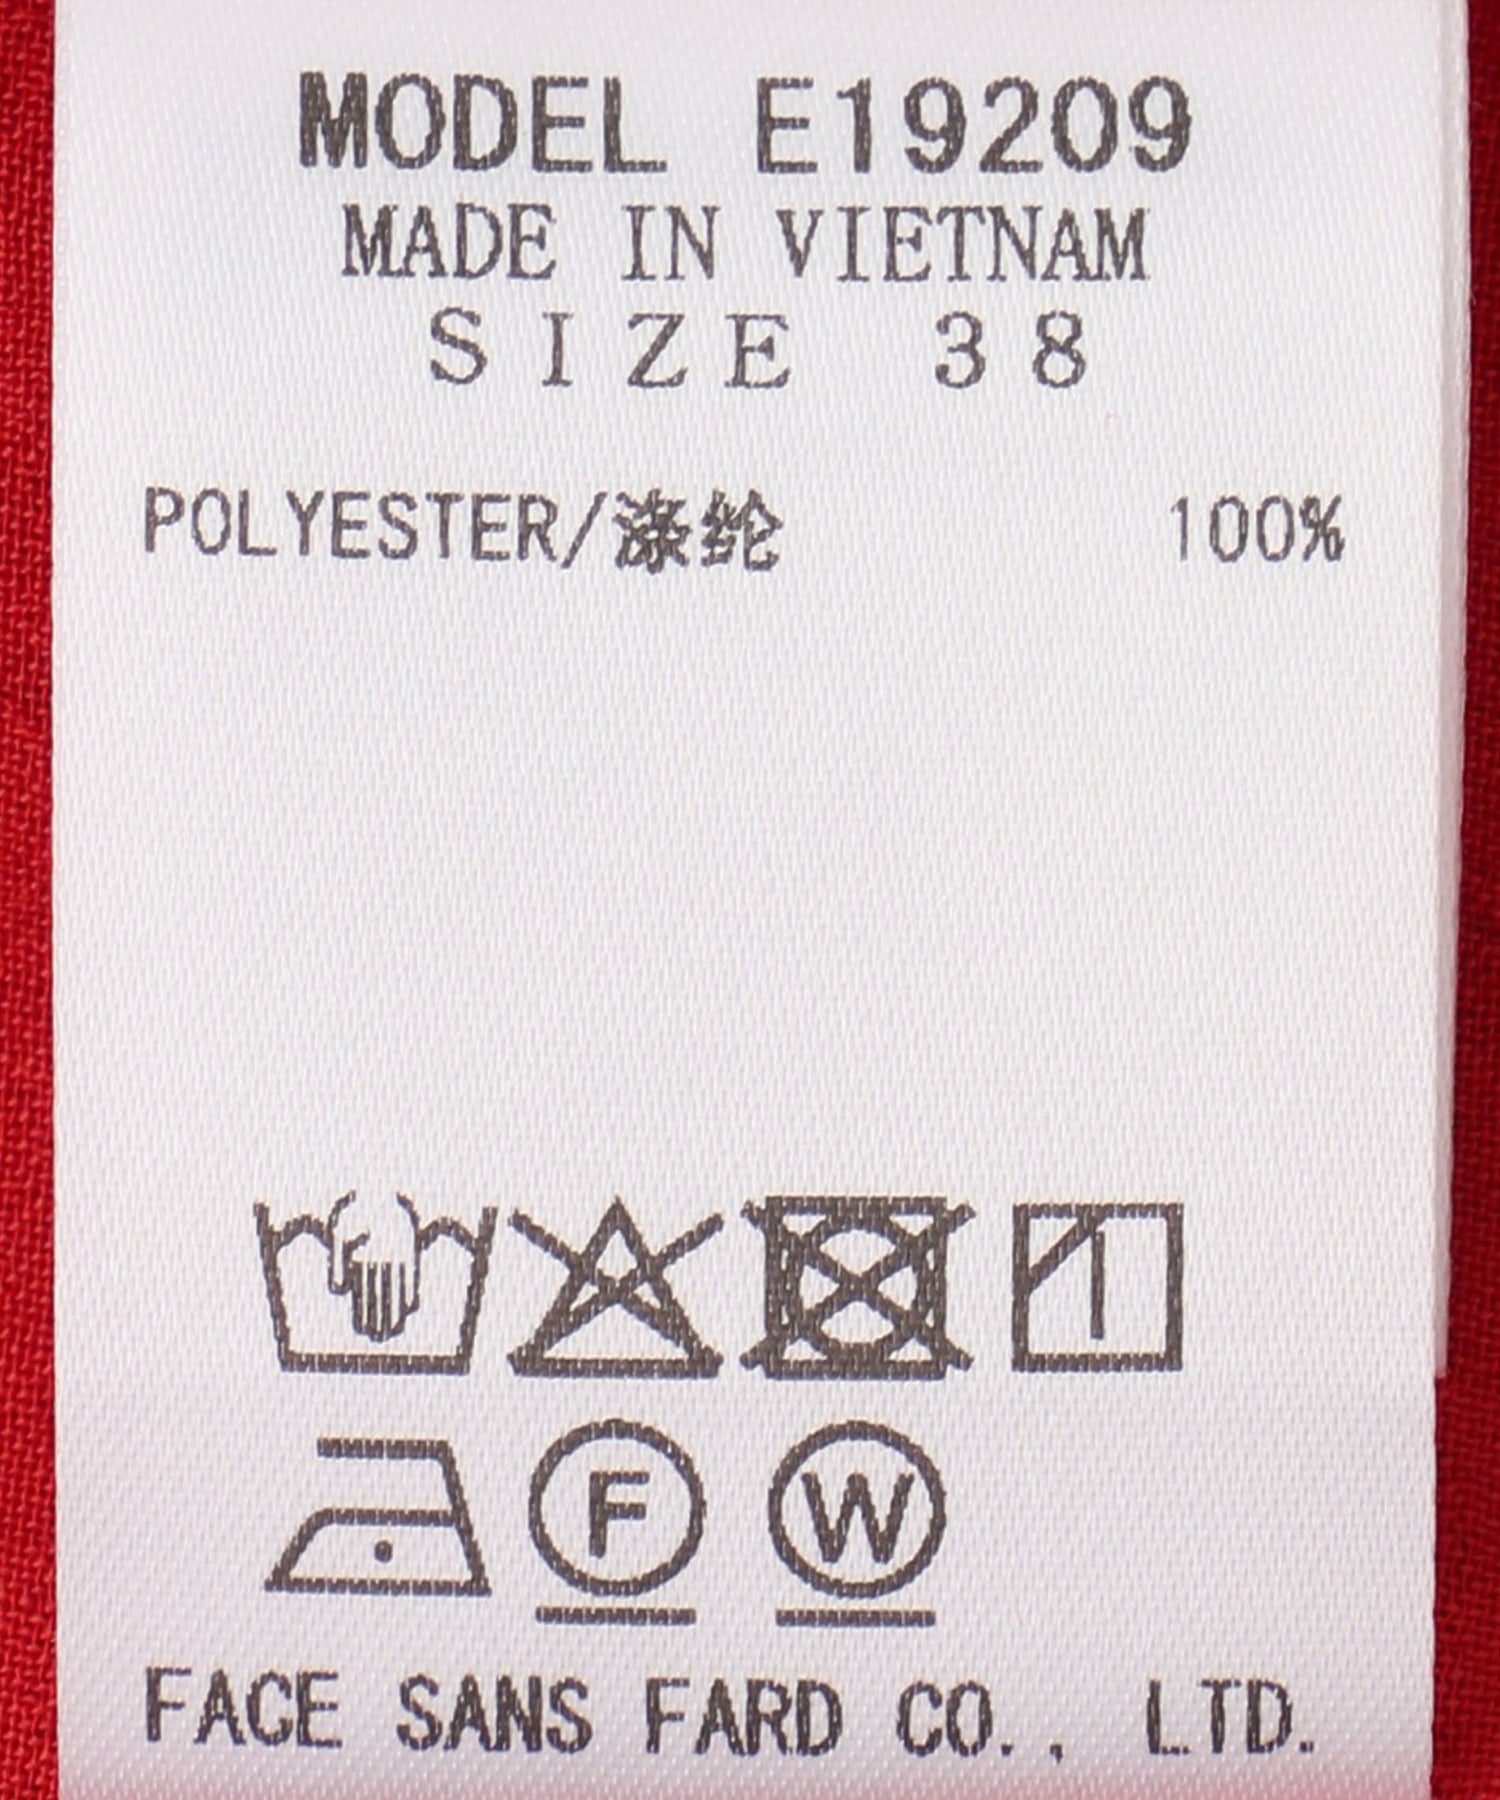 MODEL E19209
MADE IN VIETNAM
SIZE 38
POLYESTER/涤纶 100%
F W
FACE SANS FARD CO., LTD.